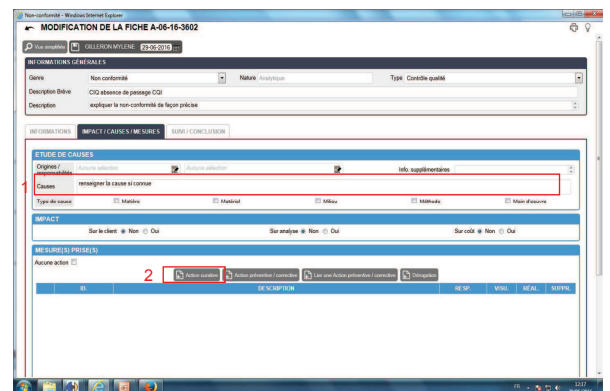 Non-conformité - Windows Internet Explorer
MODIFICATION DE LA FICHE A-06-16-3602
Vue simplifiée GILLERON MYLENE 29-06-2016
INFORMATIONS GÉNÉRALES
Genre Non conformité Nature Analytique Type Contrôle qualité
Description Brève CIQ absence de passage CQI
Description expliquer la non-conformité de façon précise
INFORMATIONS IMPACT / CAUSES / MESURES SUIVI / CONCLUSION
ETUDE DE CAUSES
Origines / responsabilités Aucune sélection Aucune sélection Info. supplémentaires
1
Causes renseigner la cause si connue
Type de cause Matière Matériel Milieu Méthode Main d'œuvre
IMPACT
Sur le client Non Oui Sur analyse Non Oui Sur coût Non Oui
MESURE(S) PRISE(S)
Aucune action
2 Action curative Action préventive / corrective Lier une Action préventive / corrective Dérogation
ID. DESCRIPTION RESP. VISU. RÉAL. SUPPR.
FR 12:17